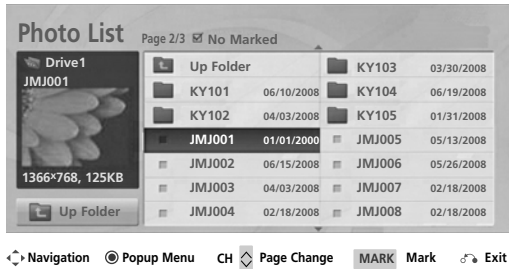 Photo List Page 2/3 No Marked
Drive1
JMJ001
1366x768, 125KB
Up Folder
Up Folder
KY101 06/10/2008
KY102 04/03/2008
JMJ001 01/01/2000
JMJ002 06/15/2008
JMJ003 04/03/2008
JMJ004 02/18/2008
KY103 03/30/2008
KY104 06/19/2008
KY105 01/31/2008
JMJ005 05/13/2008
JMJ006 05/26/2008
JMJ007 02/18/2008
JMJ008 02/18/2008
Navigation Popup Menu CH Page Change MARK Mark Exit